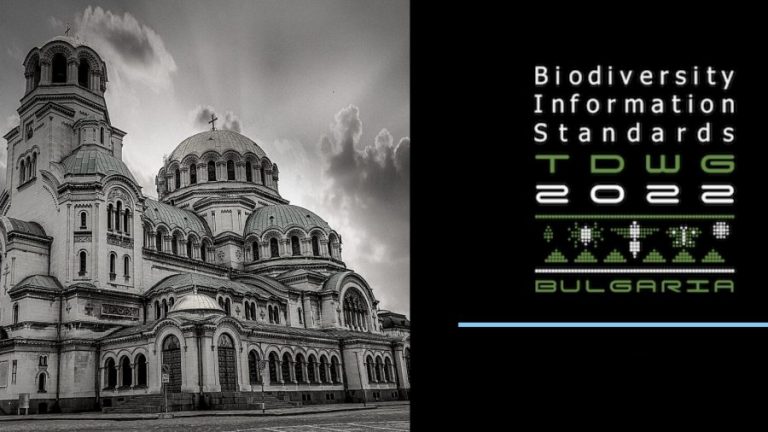 Biodiversity
Information
Standards
TDWG
2022
BULGARIA